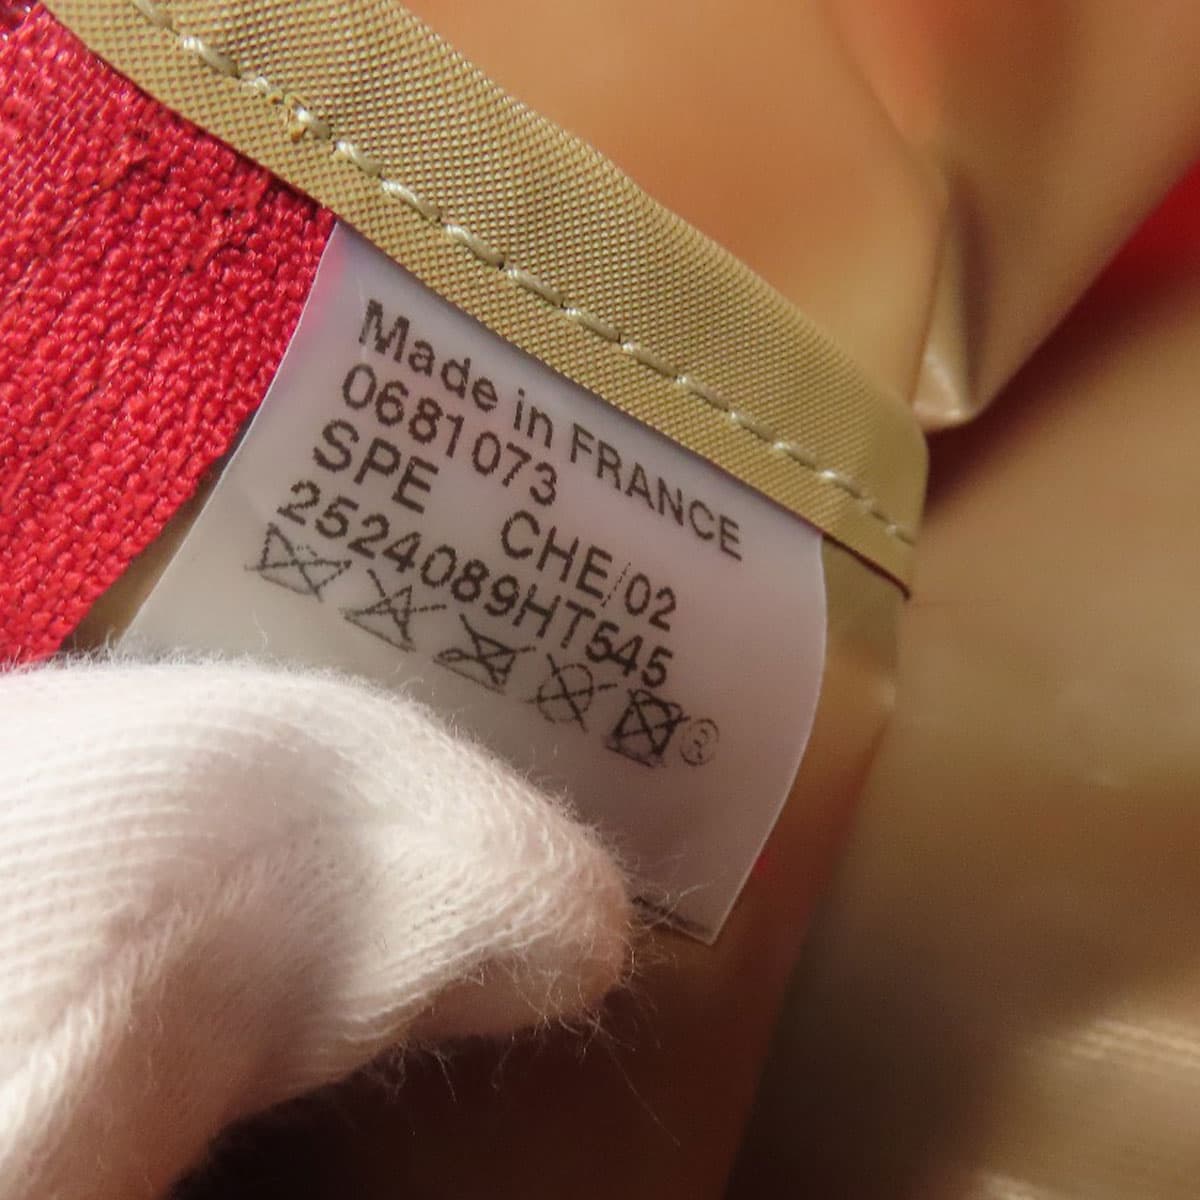 Made in FRANCE
0681073
SPE CHE/02
2524089HT545
®